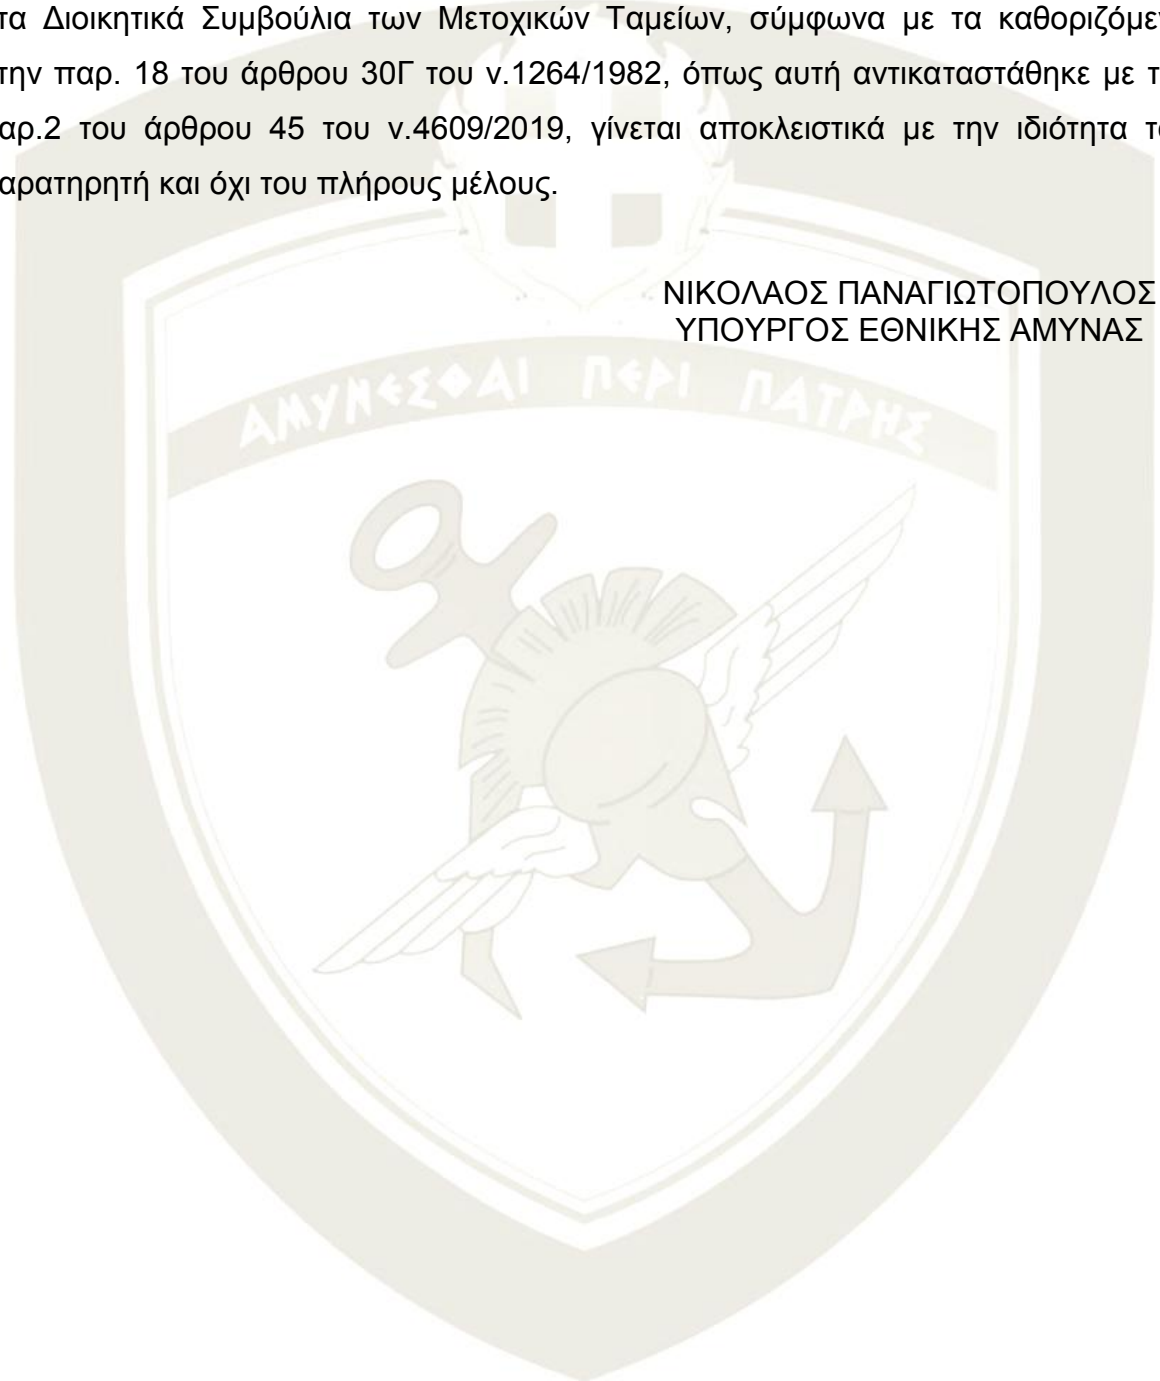 τα Διοικητικά Συμβούλια των Μετοχικών Ταμείων, σύμφωνα με τα καθοριζόμεν
την παρ. 18 του άρθρου 30Γ του ν.1264/1982, όπως αυτή αντικαταστάθηκε με τ
αρ.2 του άρθρου 45 του ν.4609/2019, γίνεται αποκλειστικά με την ιδιότητα το
αρατηρητή και όχι του πλήρους μέλους.
ΝΙΚΟΛΑΟΣ ΠΑΝΑΓΙΩΤΟΠΟΥΛΟΣ
ΥΠΟΥΡΓΟΣ ΕΘΝΙΚΗΣ ΑΜΥΝΑΣ
ΑΜΥΝΕΣΘΑΙ ΠΕΡΙ ΠΑΤΡΗΣ